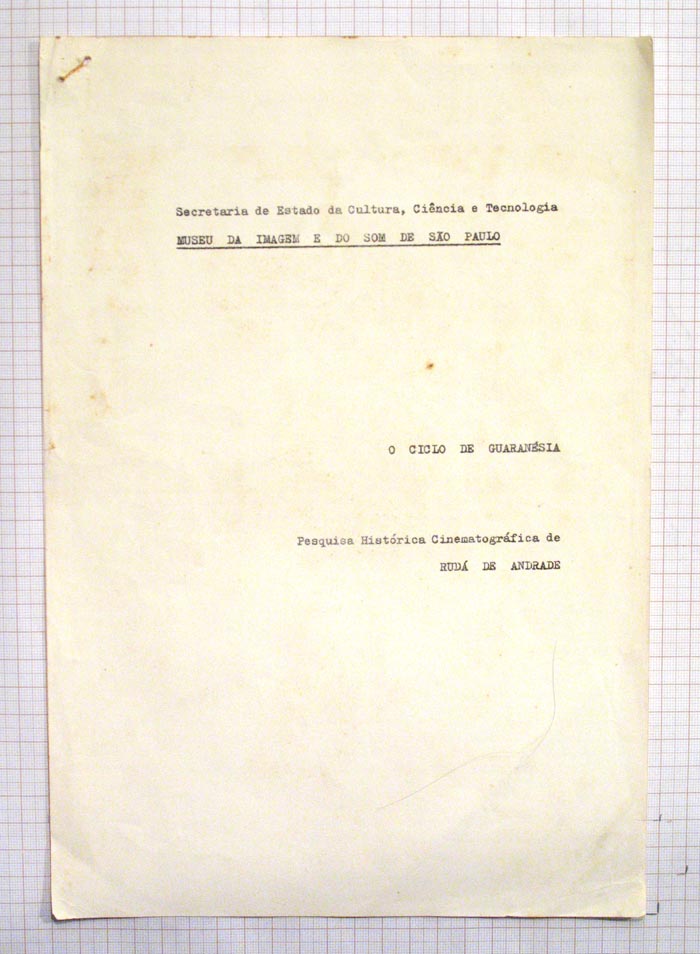 Secretaria de Estado da Cultura, Ciência e Tecnologia
MUSEU DA IMAGEM E DO SOM DE SÃO PAULO
O CICLO DE GUARANÉSIA
Pesquisa Histórica Cinematográfica de
RUDÁ DE ANDRADE